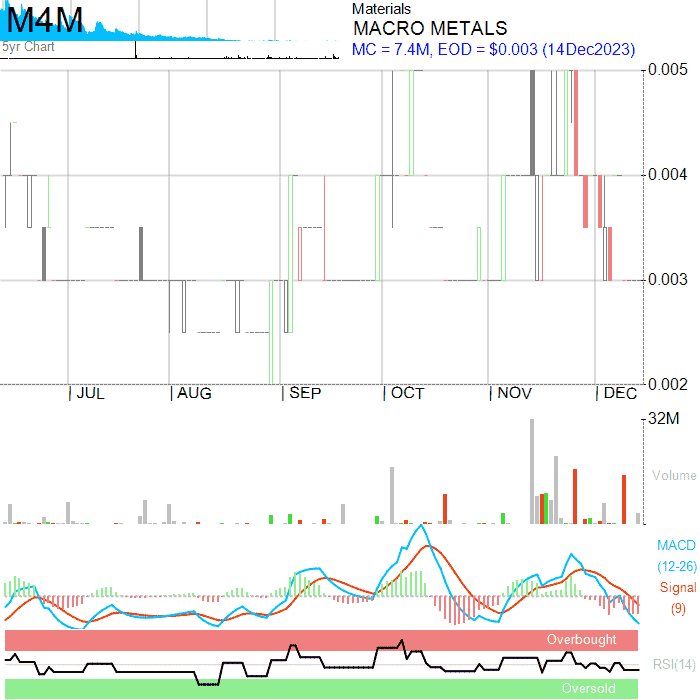 M4M
5yr Chart
Materials
MACRO METALS
MC = 7.4M, EOD = $0.003 (14Dec2023)
0.005
0.004
0.003
0.002
JUL AUG SEP OCT NOV DEC
32M
Volume
MACD
(12-26)
Signal
(9)
Overbought
RSI(14)
Oversold